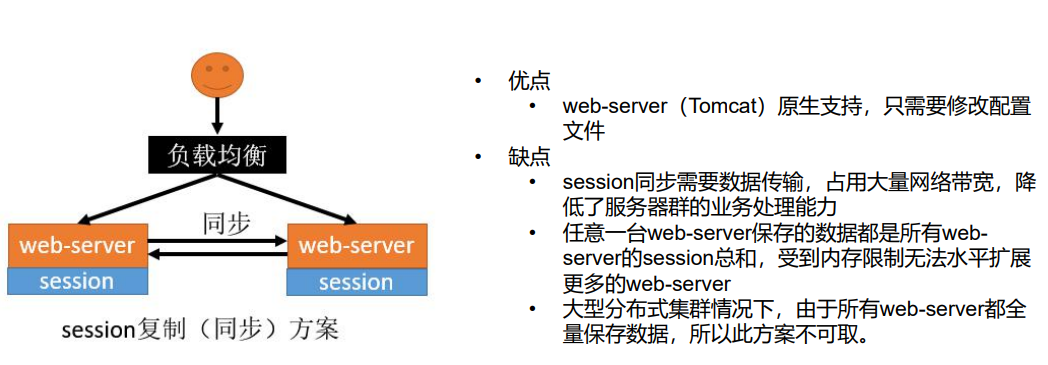 负载均衡
同步
web-server
web-server
session
session
session复制（同步）方案
• 优点
• web-server（Tomcat）原生支持，只需要修改配置
文件
• 缺点
• session同步需要数据传输，占用大量网络带宽，降
低了服务器群的业务处理能力
• 任意一台web-server保存的数据都是所有web-
server的session总和，受到内存限制无法水平扩展
更多的web-server
• 大型分布式集群情况下，由于所有web-server都全
量保存数据，所以此方案不可取。